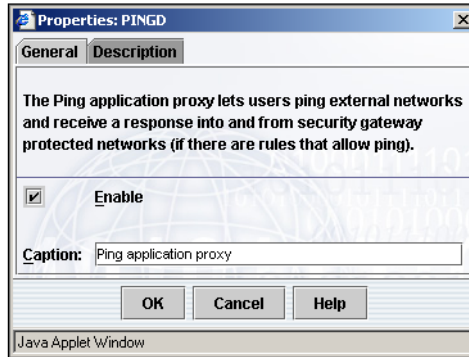 Properties: PINGD
General Description
The Ping application proxy lets users ping external networks
and receive a response into and from security gateway
protected networks (if there are rules that allow ping).
Enable
Caption: Ping application proxy
OK Cancel Help
Java Applet Window